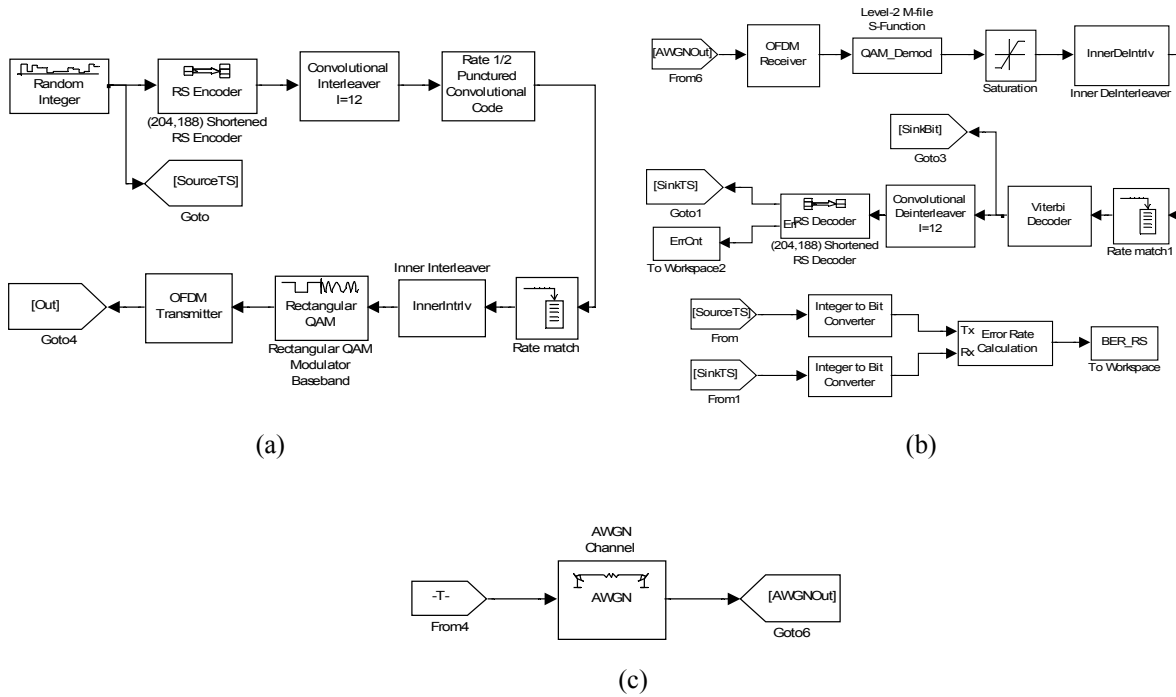 Random
Integer
RS Encoder
(204,188) Shortened
RS Encoder
Convolutional
Interleaver
I=12
Rate 1/2
Punctured
Convolutional
Code
[SourceTS]
Goto
[Out]
Goto4
OFDM
Transmitter
Rectangular
QAM
Rectangular QAM
Modulator
Baseband
Inner Interleaver
InnerIntrlv
Rate match
(a)
Level-2 M-file
S-Function
[AWGNOut]
From6
OFDM
Receiver
QAM_Demod
Saturation
InnerDeIntrlv
Inner DeInterleaver
[SinkBit]
Goto3
[SinkTS]
Goto1
ErrCnt
To Workspace2
RS Decoder
Err
(204,188) Shortened
RS Decoder
Convolutional
Deinterleaver
I=12
Viterbi
Decoder
Rate match1
[SourceTS]
From
Integer to Bit
Converter
Tx
Rx
Error Rate
Calculation
BER_RS
To Workspace
[SinkTS]
From1
Integer to Bit
Converter
(b)
AWGN
Channel
-T-
From4
AWGN
[AWGNOut]
Goto6
(c)